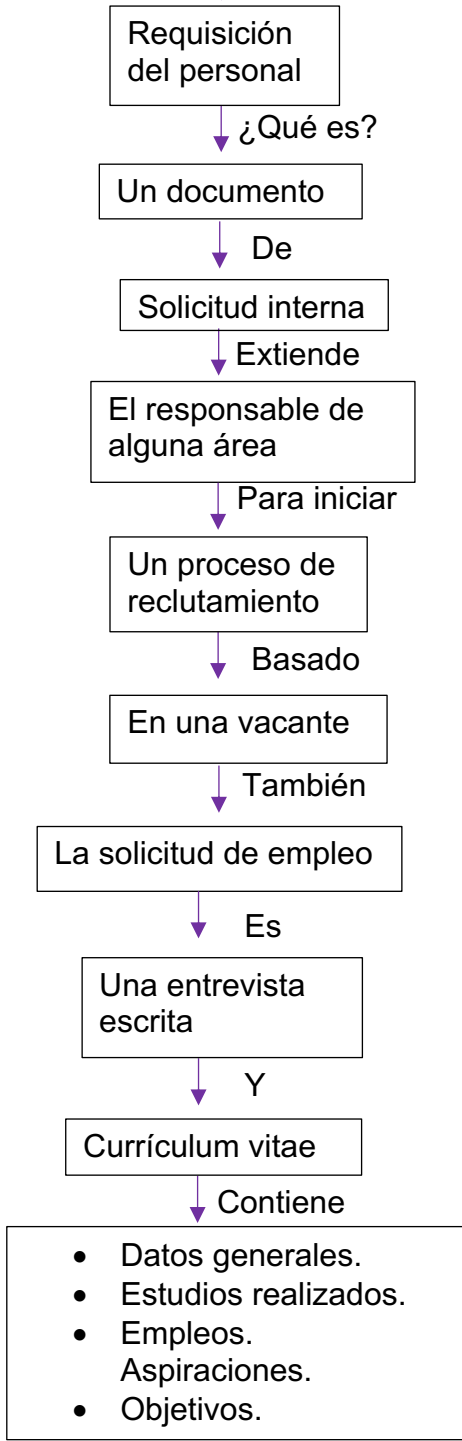 Requisición
del personal
¿Qué es?
Un documento
De
Solicitud interna
Extiende
El responsable de
alguna área
Para iniciar
Un proceso de
reclutamiento
Basado
En una vacante
También
La solicitud de empleo
Es
Una entrevista
escrita
Y
Currículum vitae
Contiene
• Datos generales.
• Estudios realizados.
• Empleos.
Aspiraciones.
• Objetivos.